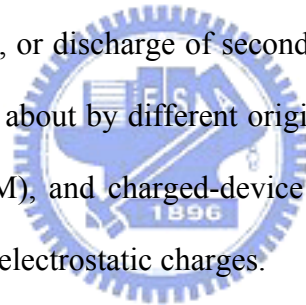 , or discharge of second
about by different origi
M), and charged-device
1896
electrostatic charges.